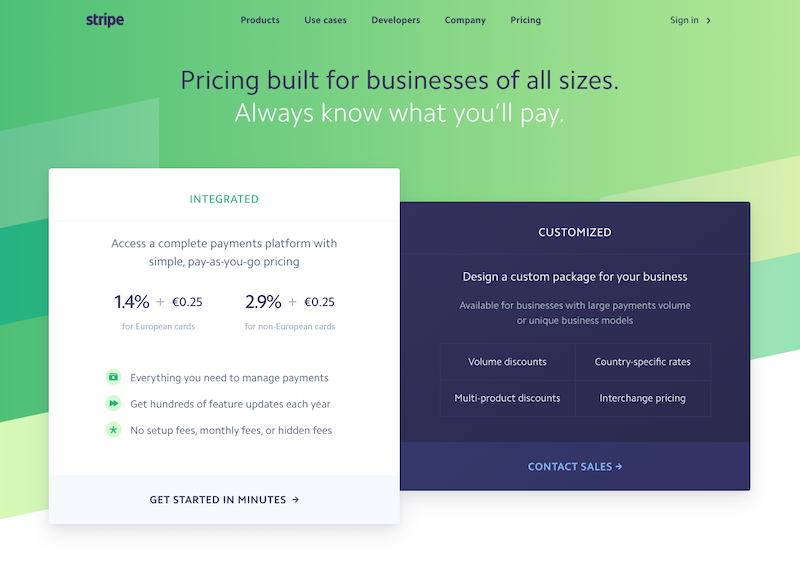 stripe
Products Use cases Developers Company Pricing
Sign in
Pricing built for businesses of all sizes.
Always know what you’ll pay.
INTEGRATED
Access a complete payments platform with
simple, pay-as-you-go pricing
1.4% + €0.25
for European cards
2.9% + €0.25
for non-European cards
Everything you need to manage payments
Get hundreds of feature updates each year
No setup fees, monthly fees, or hidden fees
GET STARTED IN MINUTES →
CUSTOMIZED
Design a custom package for your business
Available for businesses with large payments volume
or unique business models
Volume discounts
Country-specific rates
Multi-product discounts
Interchange pricing
CONTACT SALES →